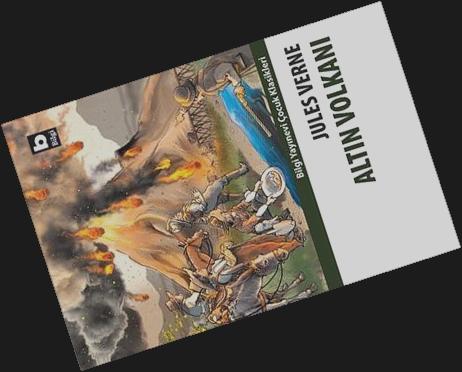 JULES VERNE
ALTIN VOLKANI
Bilgi Yayınevi Çocuk Klasikleri
b
Bilgi